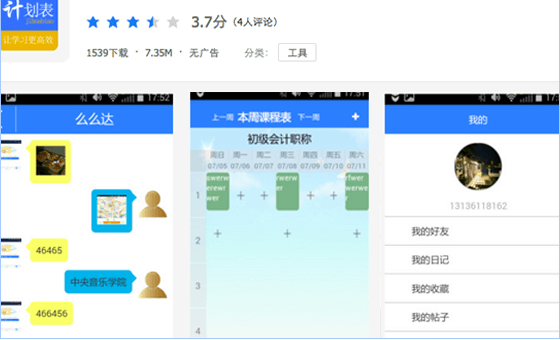 计划表
让学习更高效
3.7分 (4人评论)
1539下载 · 7.35M · 无广告 分类: 工具
17:52
么么达
46465
中央音乐学院
466456
17:51
上一周 本周课程表 下一周 +
初级会计职称
周日 周一 周二 周三 周四 周五 周六
07/05 07/06 07/07 07/08 07/09 07/10 07/11
1
+ + + +
2
+ + +
3
4
我的
13136118162
我的好友
我的日记
我的收藏
我的帖子